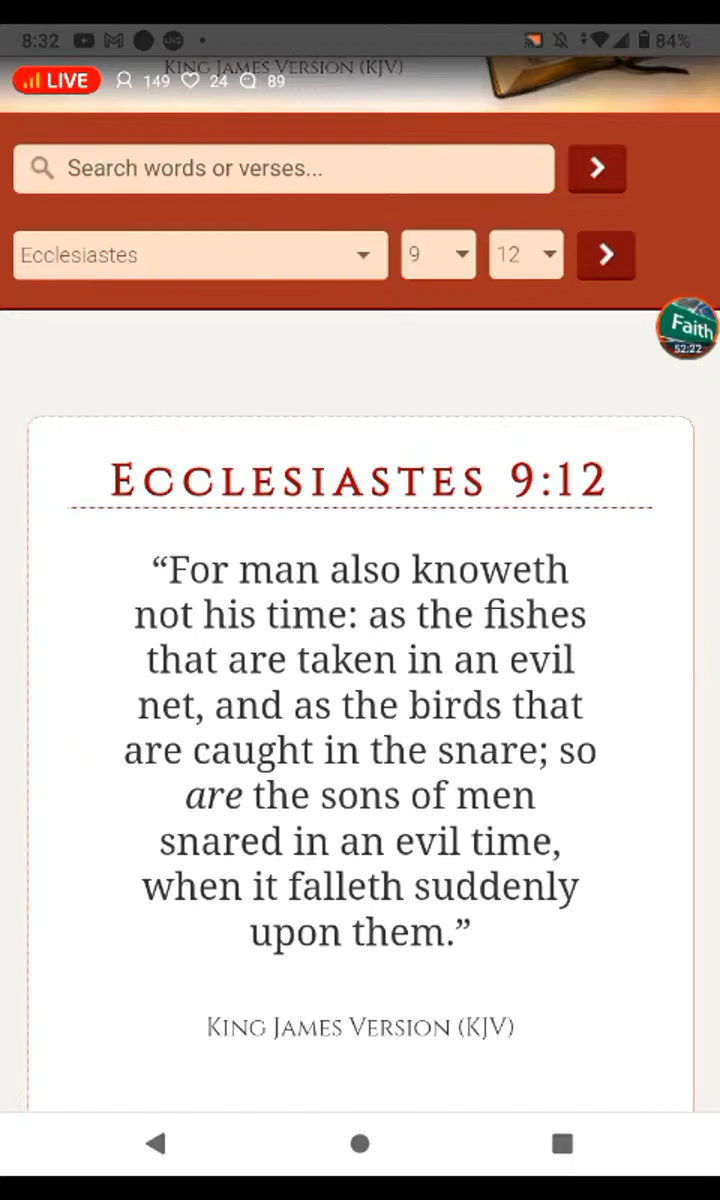 8:32
84%
KING JAMES VERSION (KJV)
LIVE 149 24 89
Search words or verses...
Ecclesiastes 9 12
Faith
52:22
ECCLESIASTES 9:12
“For man also knoweth
not his time: as the fishes
that are taken in an evil
net, and as the birds that
are caught in the snare; so
are the sons of men
snared in an evil time,
when it falleth suddenly
upon them.”
KING JAMES VERSION (KJV)